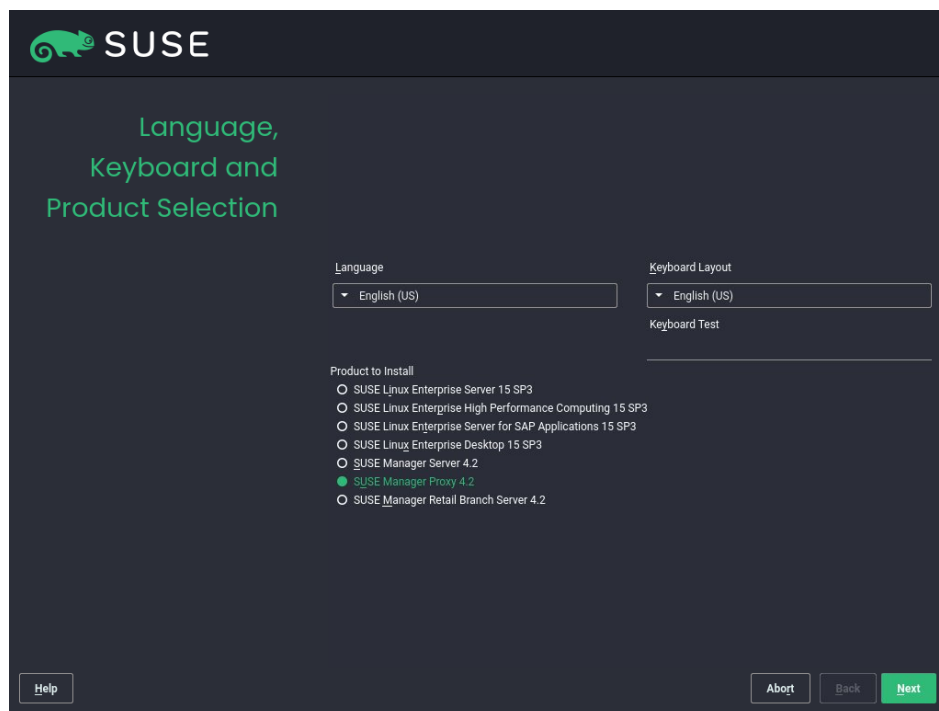 SUSE
Language,
Keyboard and
Product Selection
Language
Keyboard Layout
English (US)
English (US)
Keyboard Test
Product to Install
SUSE Linux Enterprise Server 15 SP3
SUSE Linux Enterprise High Performance Computing 15 SP3
SUSE Linux Enterprise Server for SAP Applications 15 SP3
SUSE Linux Enterprise Desktop 15 SP3
SUSE Manager Server 4.2
SUSE Manager Proxy 4.2
SUSE Manager Retail Branch Server 4.2
Help
Abort
Back
Next